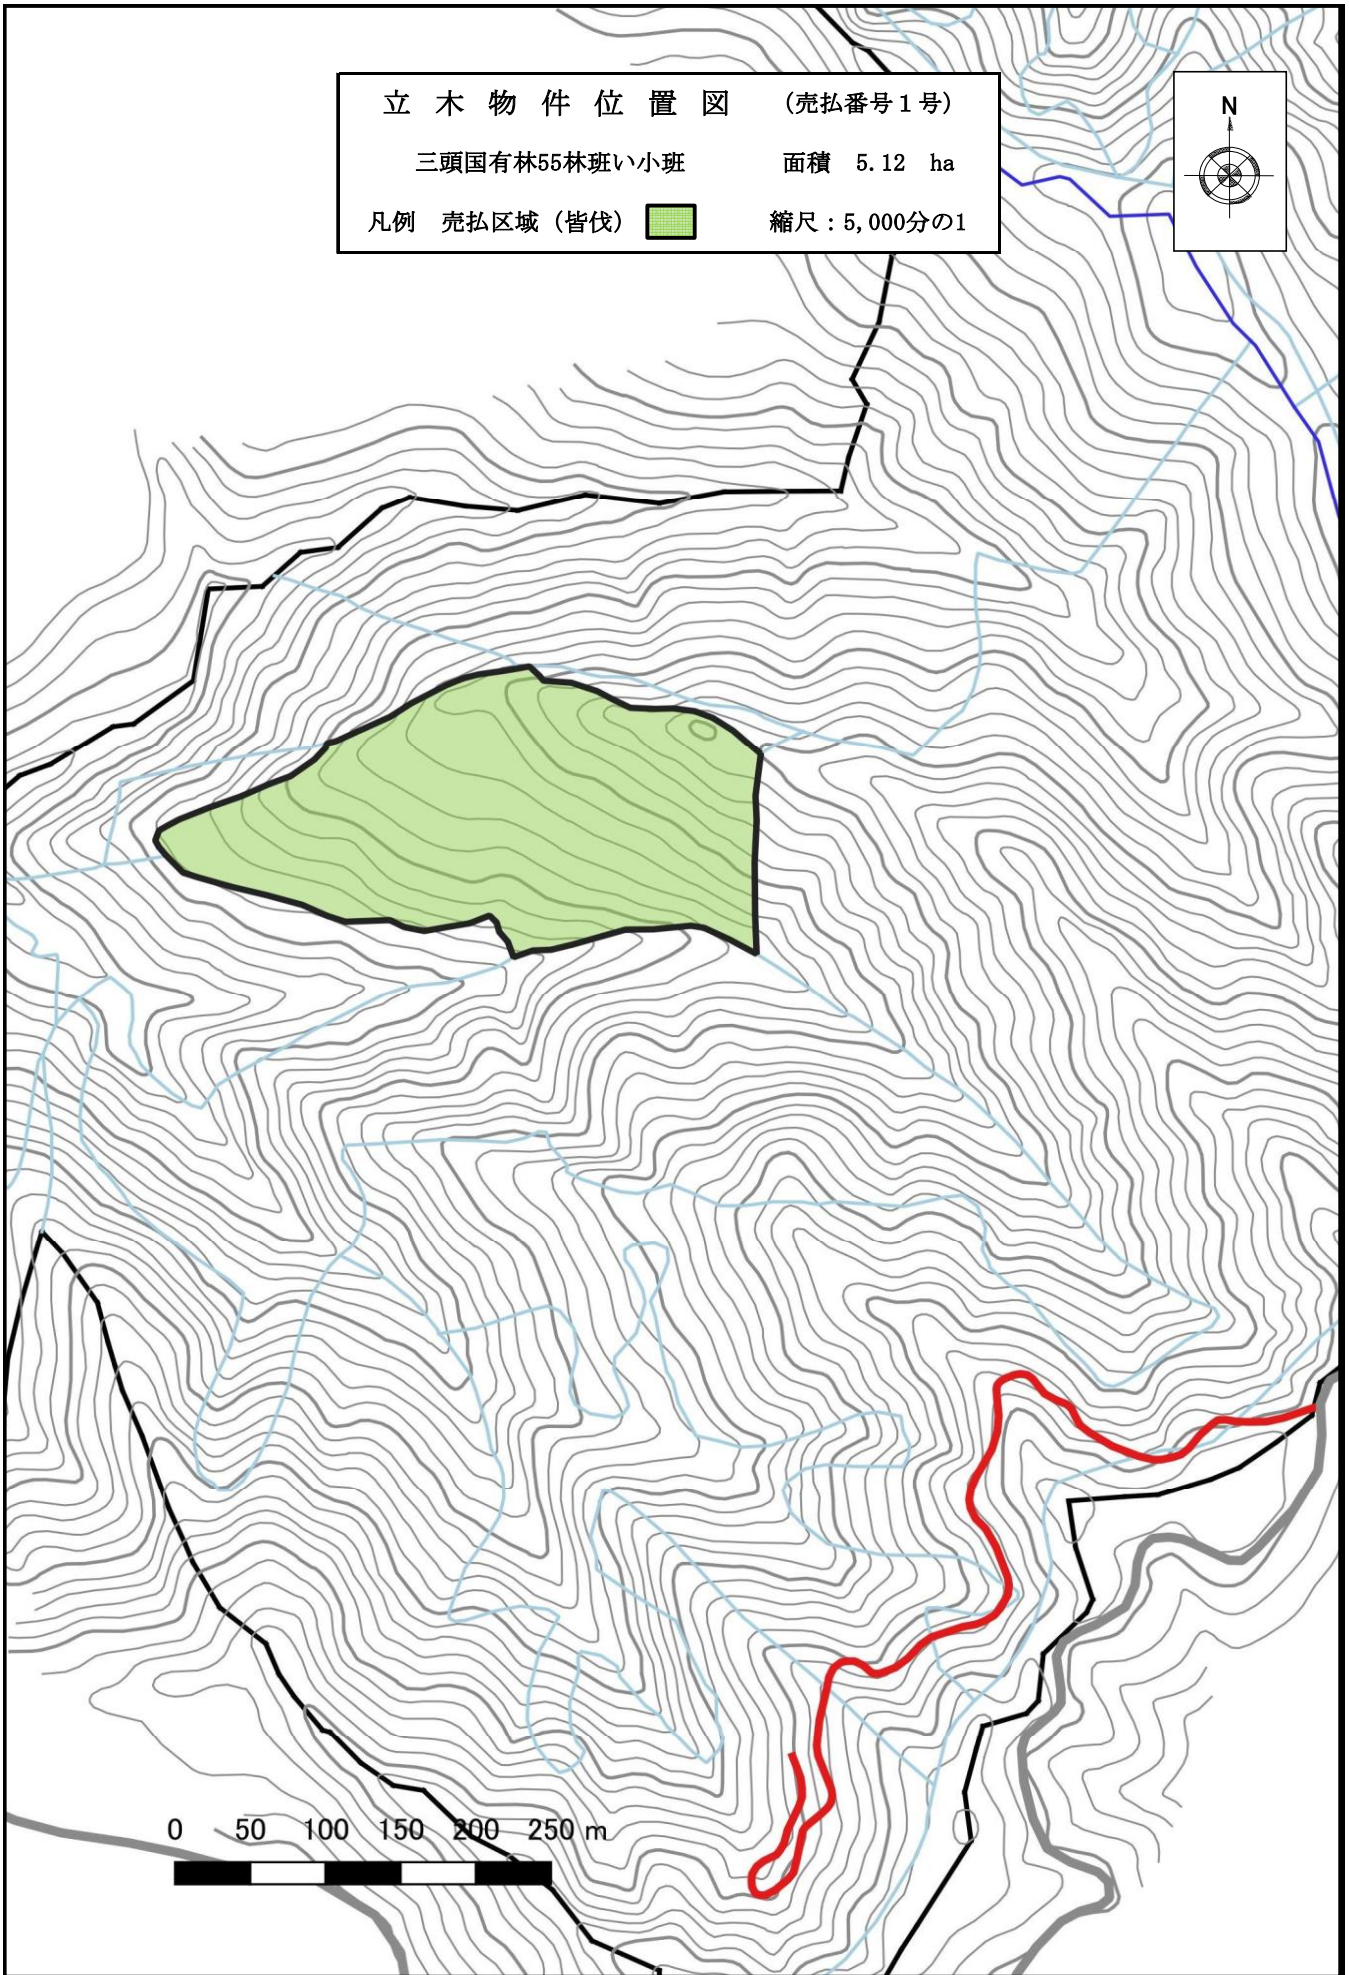 立木物件位置図 (売払番号1号)
三頭国有林55林班い小班 面積 5.12 ha
凡例 売払区域(皆伐) 縮尺:5,000分の1
N
0 50 100 150 200 250 m